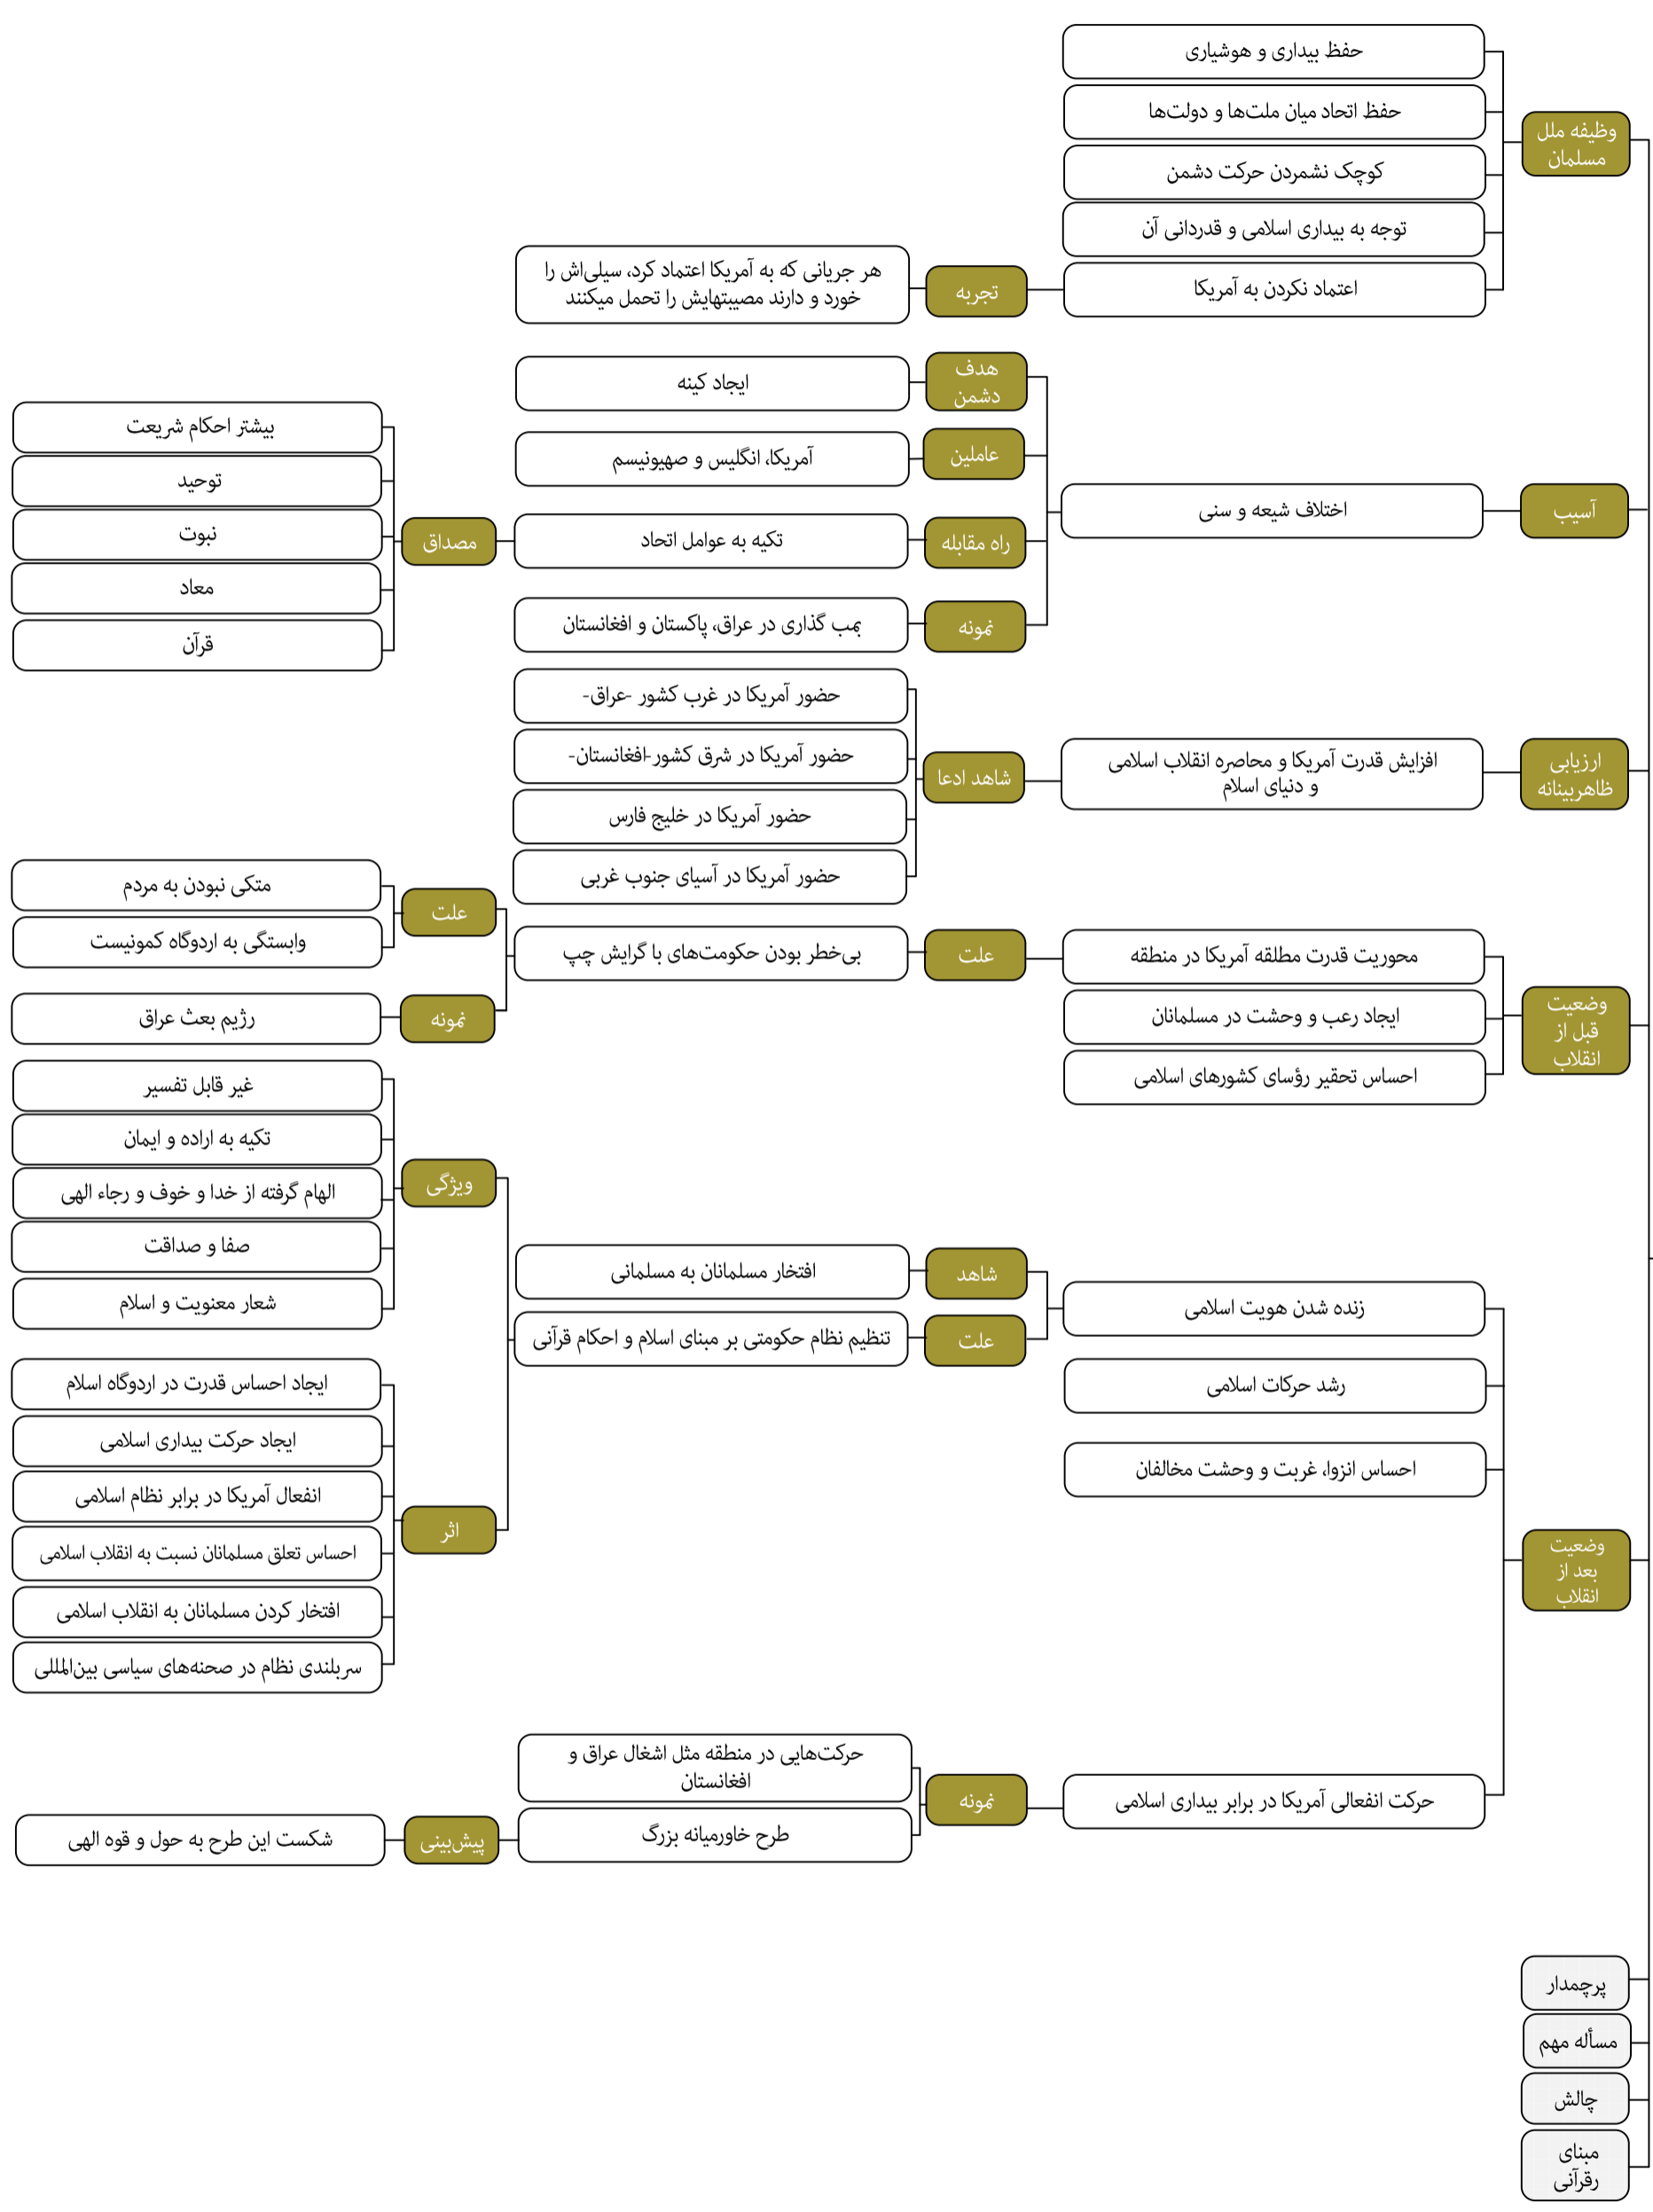 وظیفه ملل
مسلمان
حفظ بیداری و هوشیاری
حفظ اتحاد میان ملت‌ها و دولت‌ها
کوچک نشمردن حرکت دشمن
توجه به بیداری اسلامی و قدردانی آن
اعتماد نکردن به آمریکا
تجربه
هر جریانی که به آمریکا اعتماد کرد، سیلی‌اش را
خورد و دارند مصیبتهایش را تحمل میکنند
آسیب
اختلاف شیعه و سنی
هدف
دشمن
ایجاد کینه
عاملین
آمریکا، انگلیس و صهیونیسم
راه مقابله
تکیه به عوامل اتحاد
مصداق
بیشتر احکام شریعت
توحید
نبوت
معاد
قرآن
نمونه
بمب گذاری در عراق، پاکستان و افغانستان
ارزیابی
ظاهربینانه
افزایش قدرت آمریکا و محاصره انقلاب اسلامی
و دنیای اسلام
شاهد ادعا
حضور آمریکا در غرب کشور -عراق-
حضور آمریکا در شرق کشور-افغانستان-
حضور آمریکا در خلیج فارس
حضور آمریکا در آسیای جنوب غربی
وضعیت
قبل از
انقلاب
محوریت قدرت مطلقه آمریکا در منطقه
علت
بی‌خطر بودن حکومت‌های با گرایش چپ
علت
متکی نبودن به مردم
وابستگی به اردوگاه کمونیست
نمونه
رژیم بعث عراق
ایجاد رعب و وحشت در مسلمانان
احساس تحقیر رؤسای کشورهای اسلامی
وضعیت
بعد از
انقلاب
زنده شدن هویت اسلامی
شاهد
افتخار مسلمانان به مسلمانی
علت
تنظیم نظام حکومتی بر مبنای اسلام و احکام قرآنی
ویژگی
غیر قابل تفسیر
تکیه به اراده و ایمان
الهام گرفته از خدا و خوف و رجاء الهی
صفا و صداقت
شعار معنویت و اسلام
اثر
ایجاد احساس قدرت در اردوگاه اسلام
ایجاد حرکت بیداری اسلامی
انفعال آمریکا در برابر نظام اسلامی
احساس تعلق مسلمانان نسبت به انقلاب اسلامی
افتخار کردن مسلمانان به انقلاب اسلامی
سربلندی نظام در صحنه‌های سیاسی بین‌المللی
رشد حرکات اسلامی
احساس انزوا، غربت و وحشت مخالفان
حرکت انفعالی آمریکا در برابر بیداری اسلامی
نمونه
حرکت‌هایی در منطقه مثل اشغال عراق و
افغانستان
طرح خاورمیانه بزرگ
پیش‌بینی
شکست این طرح به حول و قوه الهی
پرچمدار
مسأله مهم
چالش
مبنای
رقرآنی